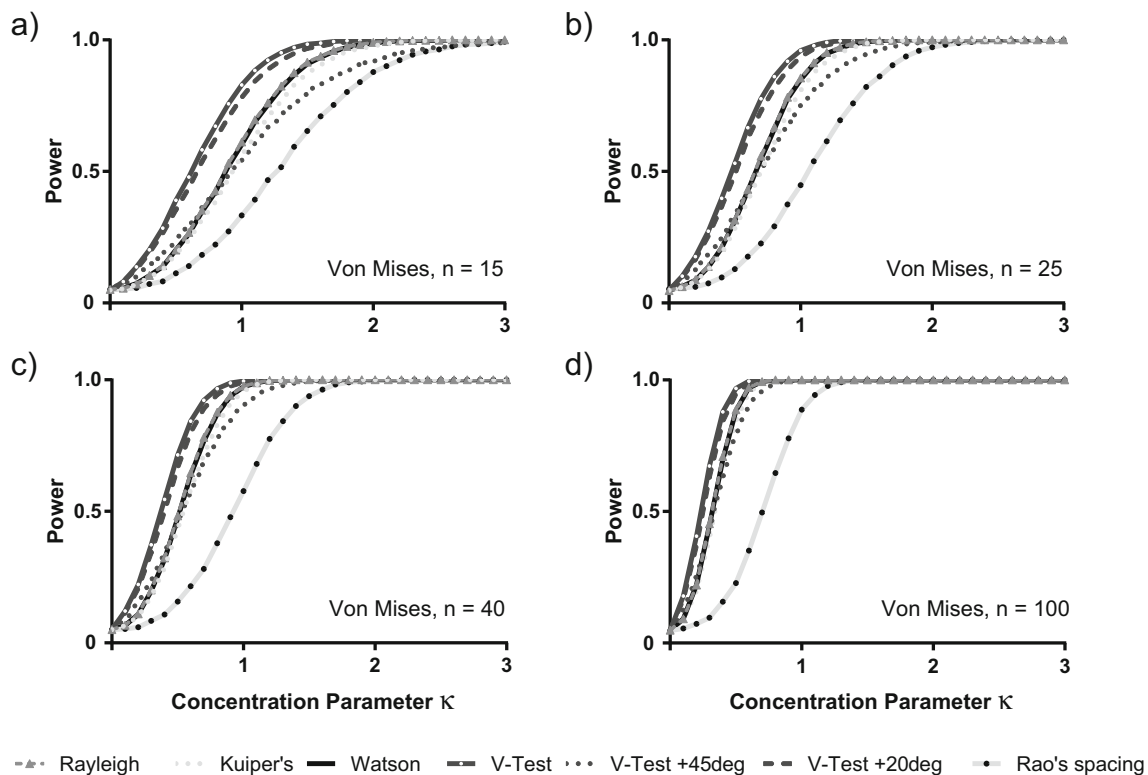 a)
1.0
0.5
0
Power
1
2
3
Von Mises, n = 15
b)
1.0
0.5
0
Power
1
2
3
Von Mises, n = 25
c)
1.0
0.5
0
Power
1
2
3
Von Mises, n = 40
Concentration Parameter κ
d)
1.0
0.5
0
Power
1
2
3
Von Mises, n = 100
Concentration Parameter κ
Rayleigh Kuiper's Watson V-Test V-Test +45deg V-Test +20deg Rao's spacing